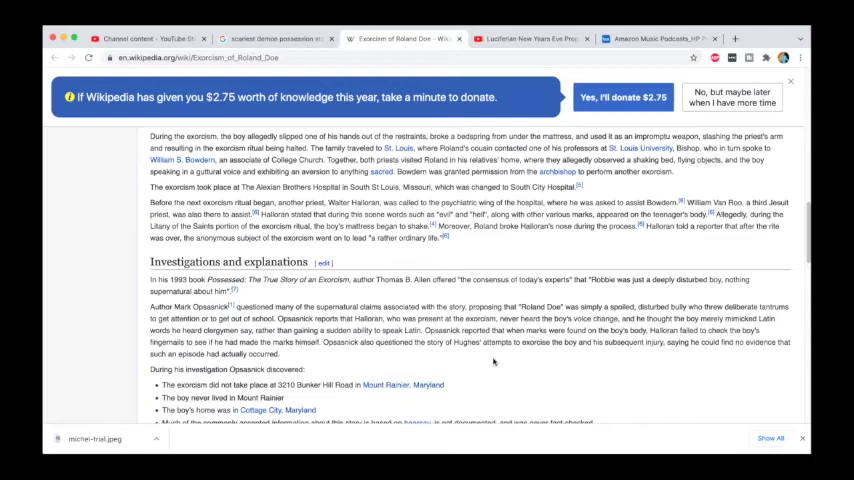 Channel content - YouTube St
scariest demon possession st
Exorcism of Roland Doe - Wiki
Luciferian New Years Eve Prop
Amazon Music Podcasts_HP P
en.wikipedia.org/wiki/Exorcism_of_Roland_Doe
If Wikipedia has given you $2.75 worth of knowledge this year, take a minute to donate.
Yes, I'll donate $2.75
No, but maybe later
when I have more time
During the exorcism, the boy allegedly slipped one of his hands out of the restraints, broke a bedspring from under the mattress, and used it as an impromptu weapon, slashing the priest's arm
and resulting in the exorcism ritual being halted. The family traveled to St. Louis, where Roland's cousin contacted one of his professors at St. Louis University, Bishop, who in turn spoke to
William S. Bowdern, an associate of College Church. Together, both priests visited Roland in his relatives' home, where they allegedly observed a shaking bed, flying objects, and the boy
speaking in a guttural voice and exhibiting an aversion to anything sacred. Bowdern was granted permission from the archbishop to perform another exorcism.
The exorcism took place at The Alexian Brothers Hospital in South St Louis, Missouri, which was changed to South City Hospital.[5]
Before the next exorcism ritual began, another priest, Walter Halloran, was called to the psychiatric wing of the hospital, where he was asked to assist Bowdern.[6] William Van Roo, a third Jesuit
priest, was also there to assist.[6] Halloran stated that during this scene words such as "evil" and "hell", along with other various marks, appeared on the teenager's body.[6] Allegedly, during the
Litany of the Saints portion of the exorcism ritual, the boy's mattress began to shake.[4] Moreover, Roland broke Halloran's nose during the process.[6] Halloran told a reporter that after the rite
was over, the anonymous subject of the exorcism went on to lead "a rather ordinary life."[6]
Investigations and explanations [ edit ]
In his 1993 book Possessed: The True Story of an Exorcism, author Thomas B. Allen offered "the consensus of today's experts" that "Robbie was just a deeply disturbed boy, nothing
supernatural about him".[7]
Author Mark Opsasnick[1] questioned many of the supernatural claims associated with the story, proposing that "Roland Doe" was simply a spoiled, disturbed bully who threw deliberate tantrums
to get attention or to get out of school. Opsasnick reports that Halloran, who was present at the exorcism, never heard the boy's voice change, and he thought the boy merely mimicked Latin
words he heard clergymen say, rather than gaining a sudden ability to speak Latin. Opsasnick reported that when marks were found on the boy's body, Halloran failed to check the boy's
fingernails to see if he had made the marks himself. Opsasnick also questioned the story of Hughes' attempts to exorcise the boy and his subsequent injury, saying he could find no evidence that
such an episode had actually occurred.
During his investigation Opsasnick discovered:
The exorcism did not take place at 3210 Bunker Hill Road in Mount Rainier, Maryland
The boy never lived in Mount Rainier
The boy's home was in Cottage City, Maryland
Much of the commonly accepted information about this story is based on hearsay, is not documented, and was never fact-checked
michel-trial.jpeg
Show All